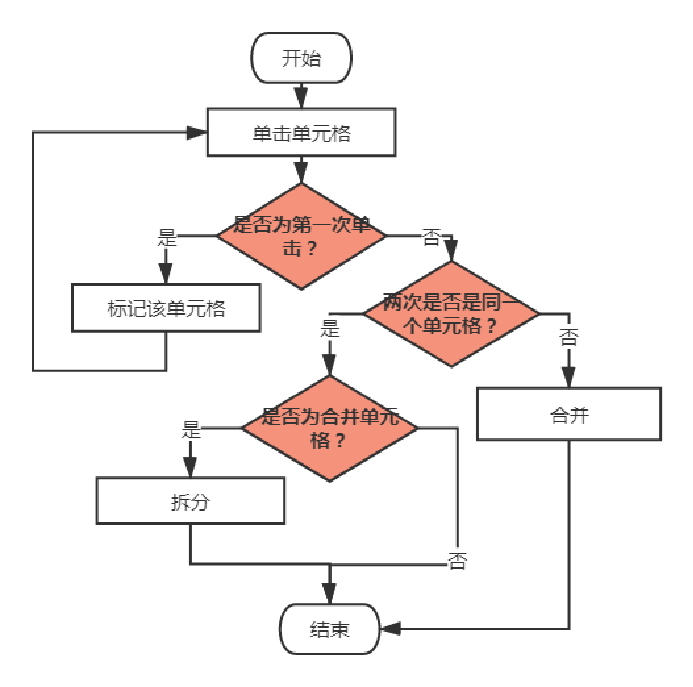 开始
单击单元格
是否为第一次单
击？
是
否
标记该单元格
两次是否是同一
个单元格？
是
否
是否为合并单元
格？
合并
是
拆分
否
结束